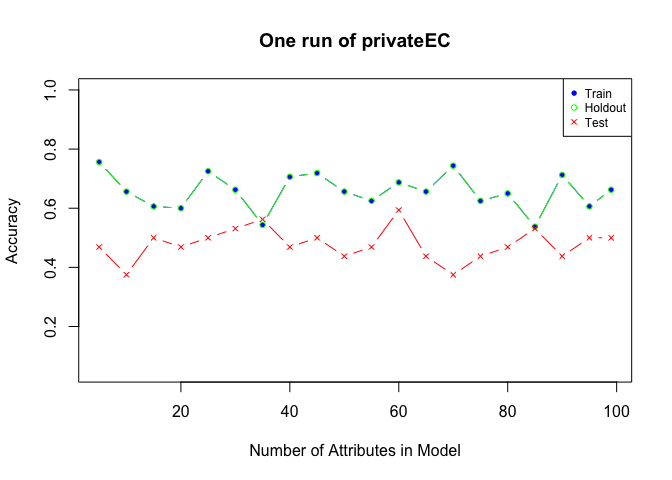 One run of privateEC
Train
Holdout
Test
Accuracy
1.0
0.8
0.6
0.4
0.2
20 40 60 80 100
Number of Attributes in Model